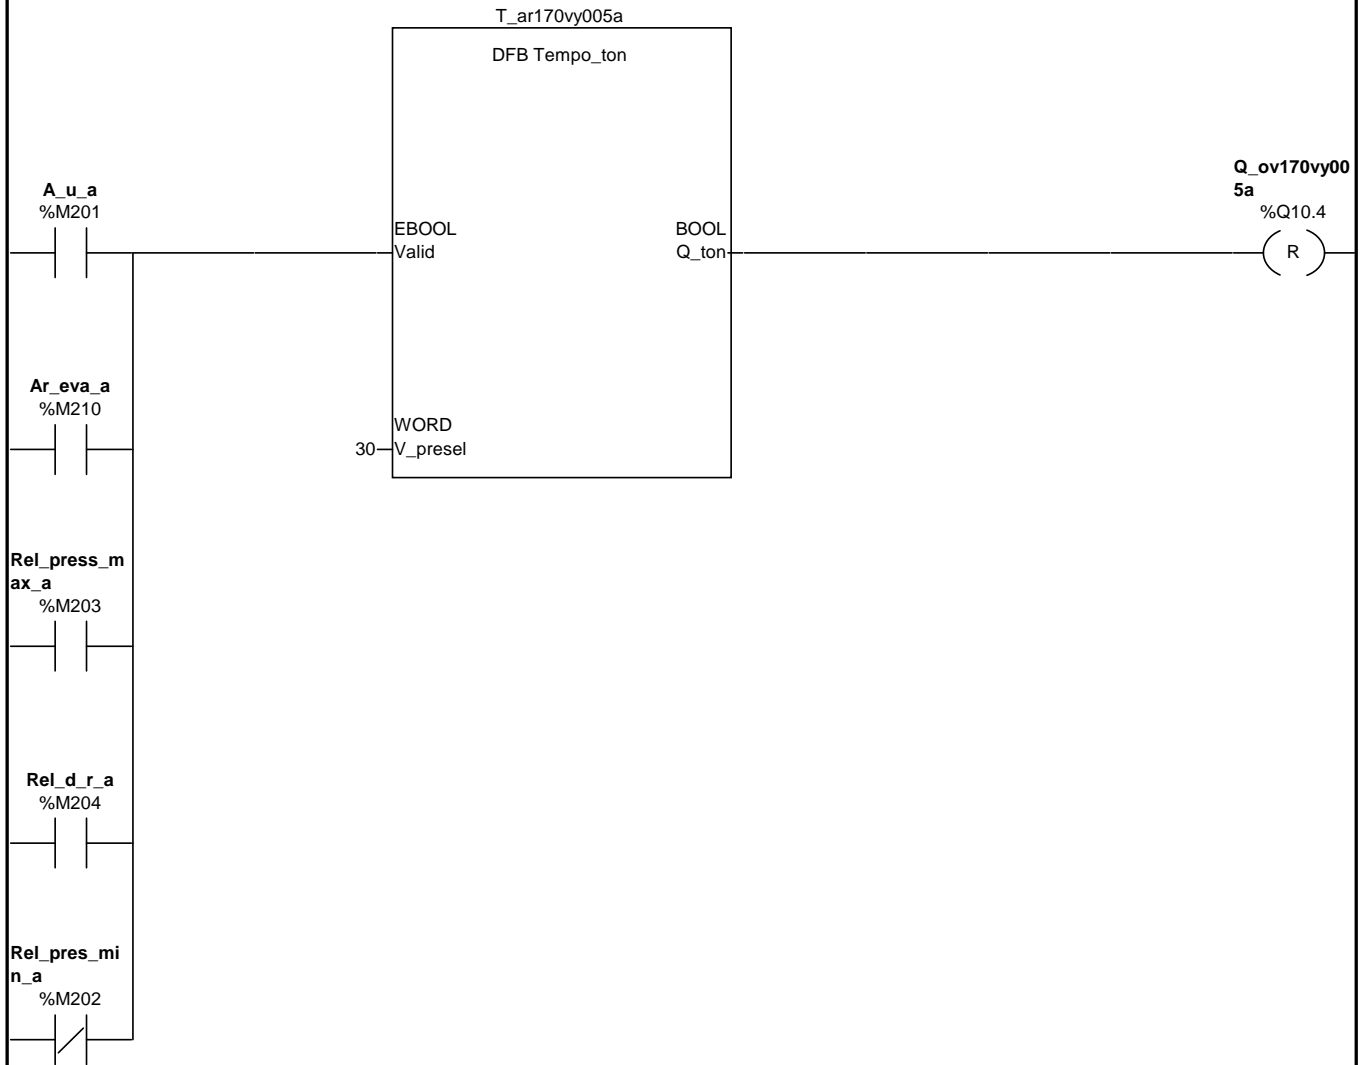 T_ar170vy005a
DFB Tempo_ton
Q_ov170vy00
5a
%Q10.4
A_u_a
%M201
EBOOL
Valid
BOOL
Q_ton
R
Ar_eva_a
%M210
WORD
30
V_presel
Rel_press_m
ax_a
%M203
Rel_d_r_a
%M204
Rel_pres_mi
n_a
%M202